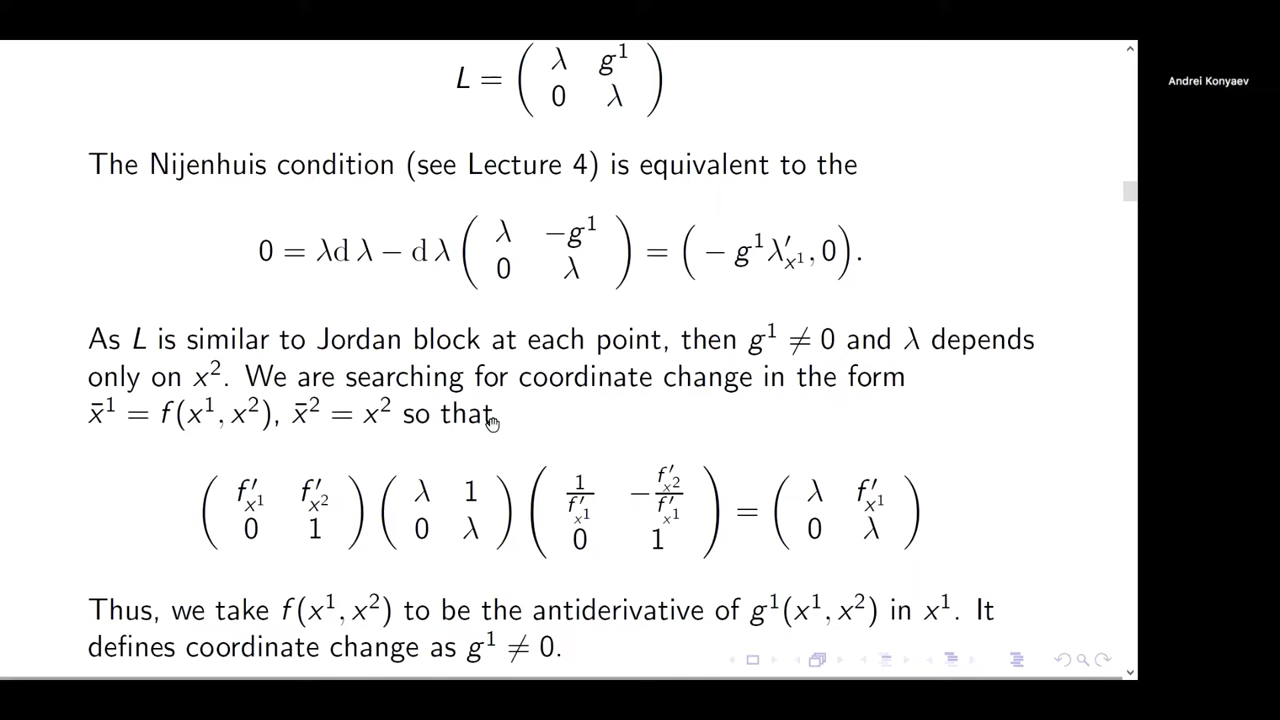 L = ( λ g¹ ; 0 λ )
Andrei Konyaev
The Nijenhuis condition (see Lecture 4) is equivalent to the
0 = λd λ − d λ ( λ −g¹ ; 0 λ ) = ( − g¹λ′_{x¹}, 0 ).
As L is similar to Jordan block at each point, then g¹ ≠ 0 and λ depends
only on x². We are searching for coordinate change in the form
x̄¹ = f(x¹, x²), x̄² = x² so that
( f′_{x¹} f′_{x²} ; 0 1 ) ( λ 1 ; 0 λ ) ( 1/f′_{x¹} −f′_{x²}/f′_{x¹} ; 0 1 ) = ( λ f′_{x¹} ; 0 λ )
Thus, we take f(x¹, x²) to be the antiderivative of g¹(x¹, x²) in x¹. It
defines coordinate change as g¹ ≠ 0.